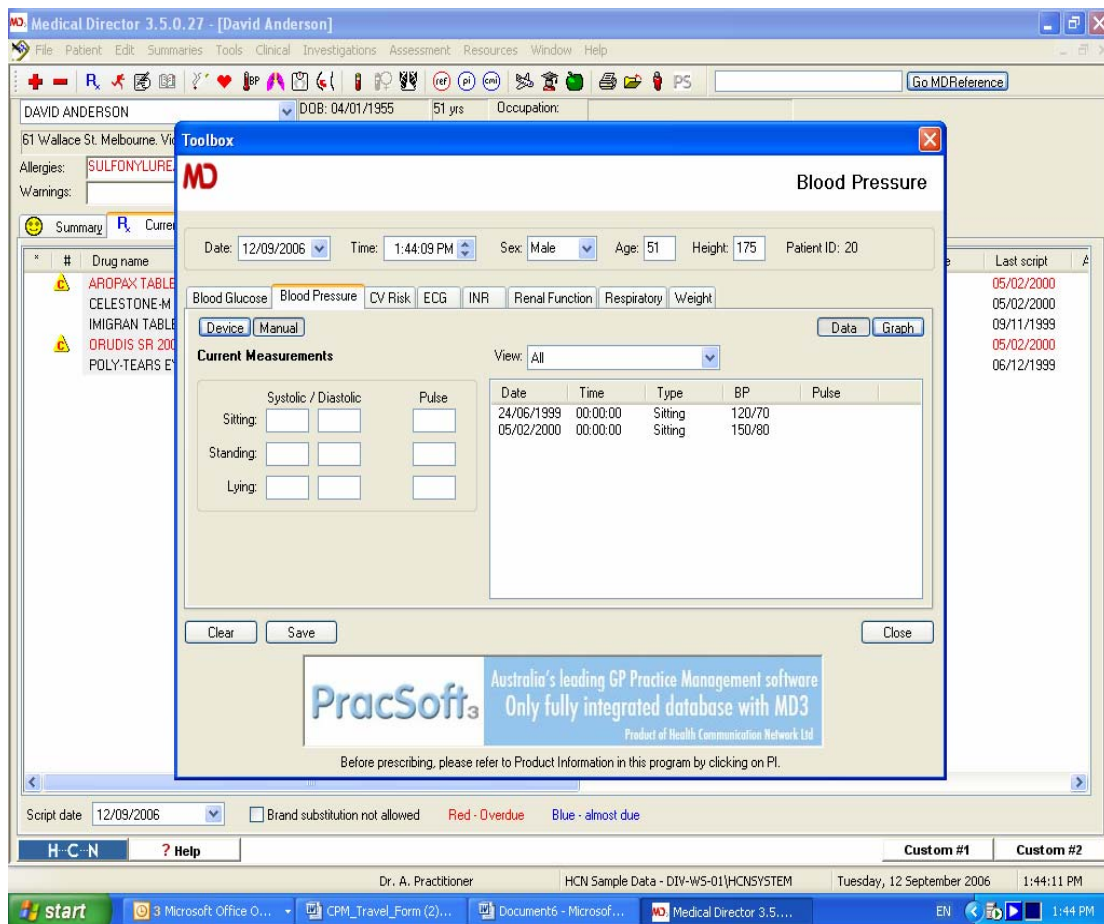 Medical Director 3.5.0.27 - [David Anderson]
File Patient Edit Summaries Tools Clinical Investigations Assessment Resources Window Help
Rx BP ref pi cmi PS Go MDReference
DAVID ANDERSON DOB: 04/01/1955 51 yrs Occupation:
61 Wallace St. Melbourne. Vic
Allergies: SULFONYLURE
Warnings:
Summary Rx Curre
Toolbox
MD
Blood Pressure
Date: 12/09/2006 Time: 1:44:09 PM Sex: Male Age: 51 Height: 175 Patient ID: 20
Blood Glucose Blood Pressure CV Risk ECG INR Renal Function Respiratory Weight
Device Manual Data Graph
Current Measurements View: All
Systolic / Diastolic Pulse
Sitting:
Standing:
Lying:
Date Time Type BP Pulse
24/06/1999 00:00:00 Sitting 120/70
05/02/2000 00:00:00 Sitting 150/80
Clear Save Close
PracSoft3
Australia's leading GP Practice Management software
Only fully integrated database with MD3
Product of Health Communication Network Ltd
Before prescribing, please refer to Product Information in this program by clicking on PI.
* # Drug name Last script
AROPAX TABLE 05/02/2000
CELESTONE-M 05/02/2000
IMIGRAN TABL 09/11/1999
ORUDIS SR 200 05/02/2000
POLY-TEARS E 06/12/1999
Script date 12/09/2006 Brand substitution not allowed Red - Overdue Blue - almost due
H-C-N ? Help Custom #1 Custom #2
Dr. A. Practitioner HCN Sample Data - DIV-WS-01\HCNSYSTEM Tuesday, 12 September 2006 1:44:11 PM
start 3 Microsoft Office O... CPM_Travel_Form (2)... Document6 - Microsof... Medical Director 3.5.... EN 1:44 PM